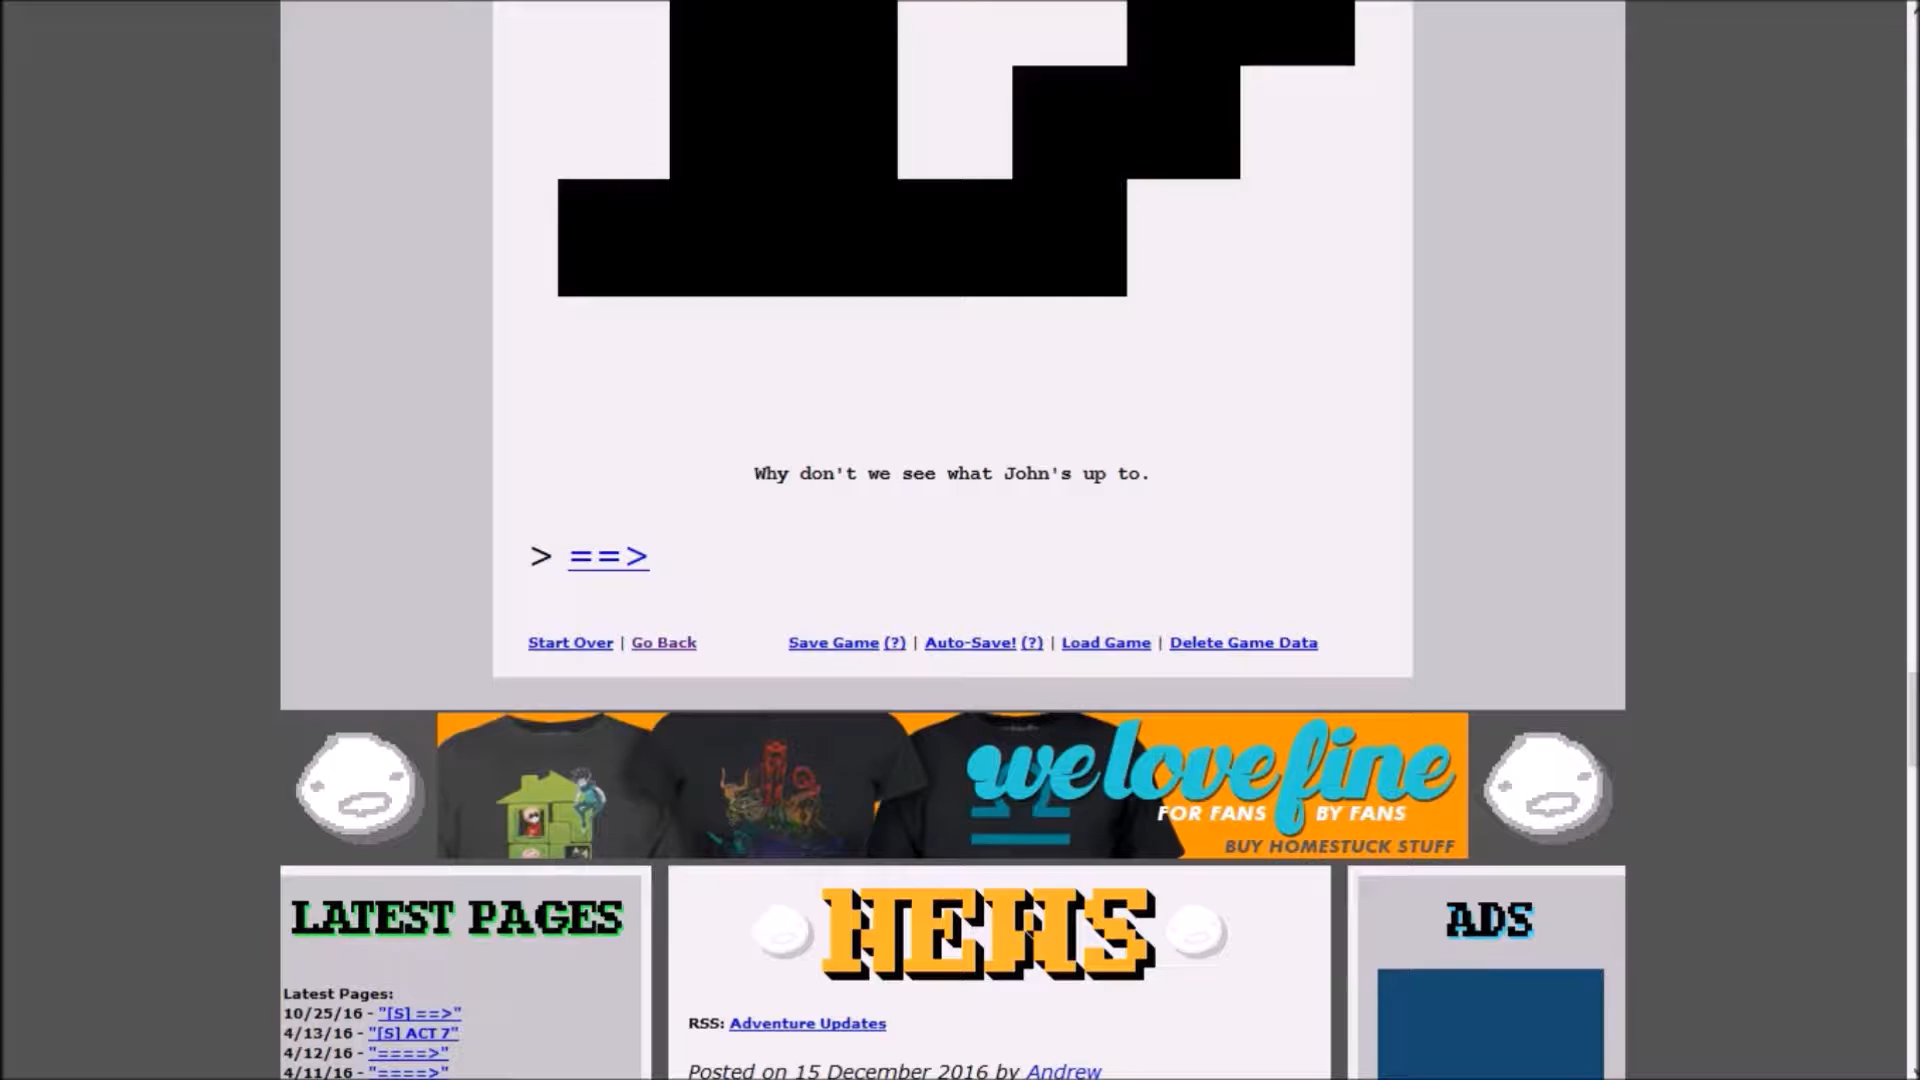 Why don't we see what John's up to.
> ==>
Start Over | Go Back Save Game (?) | Auto-Save! (?) | Load Game | Delete Game Data
welovefine
FOR FANS BY FANS
BUY HOMESTUCK STUFF
LATEST PAGES
NEWS
ADS
Latest Pages:
10/25/16 - "[S] ==>"
4/13/16 - "[S] ACT 7"
4/12/16 - "====>"
4/11/16 - "====>"
RSS: Adventure Updates
Posted on 15 December 2016 by Andrew